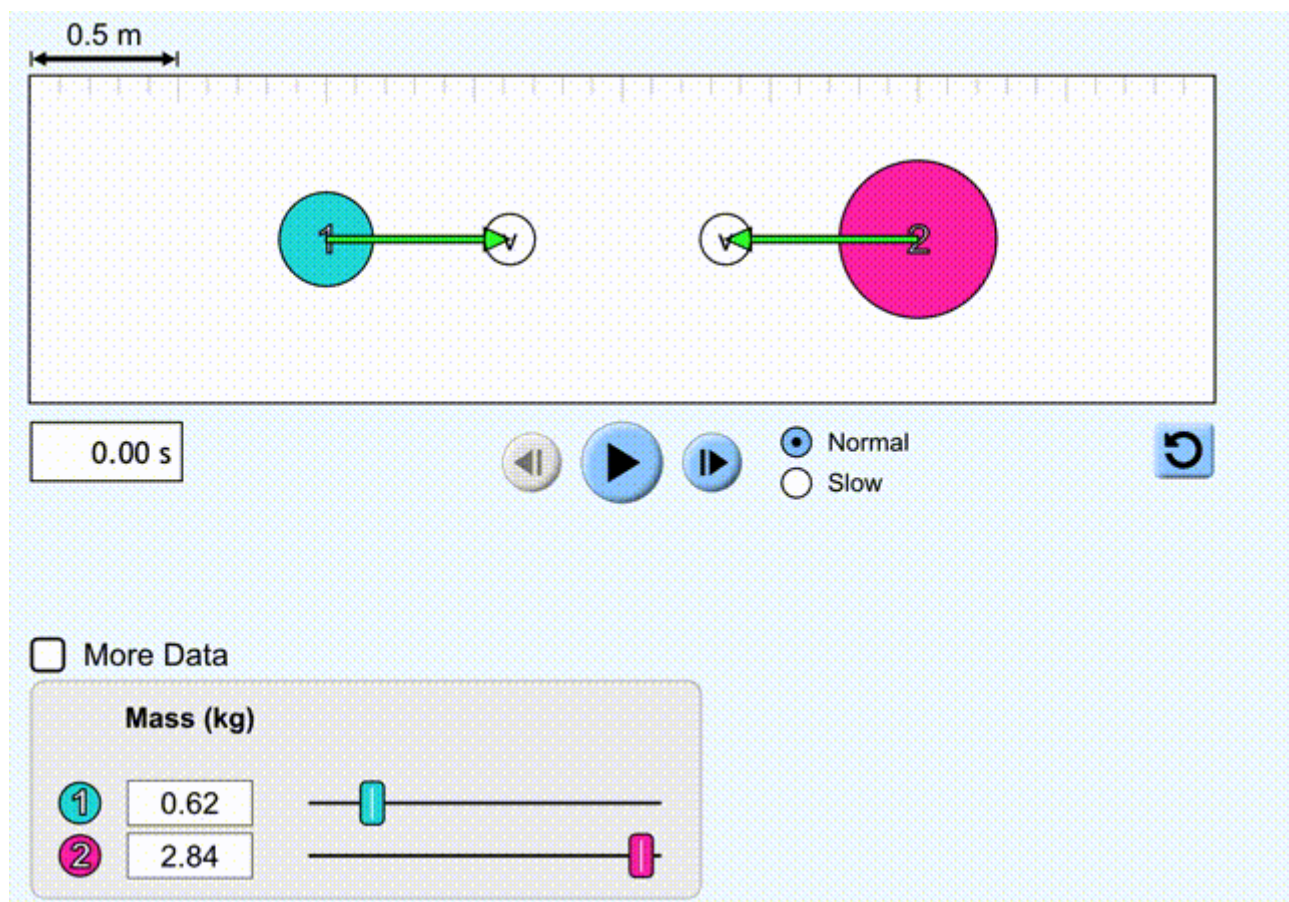 0.5 m
1 v v 2
0.00 s
Normal
Slow
More Data
Mass (kg)
1 0.62
2 2.84